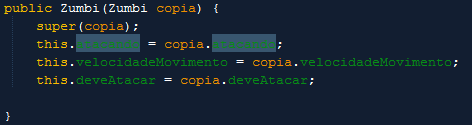 public Zumbi(Zumbi copia) {
super(copia);
this. = copia.;
this.velocidadeMovimento = copia.velocidadeMovimento;
this.deveAtacar = copia.deveAtacar;
}